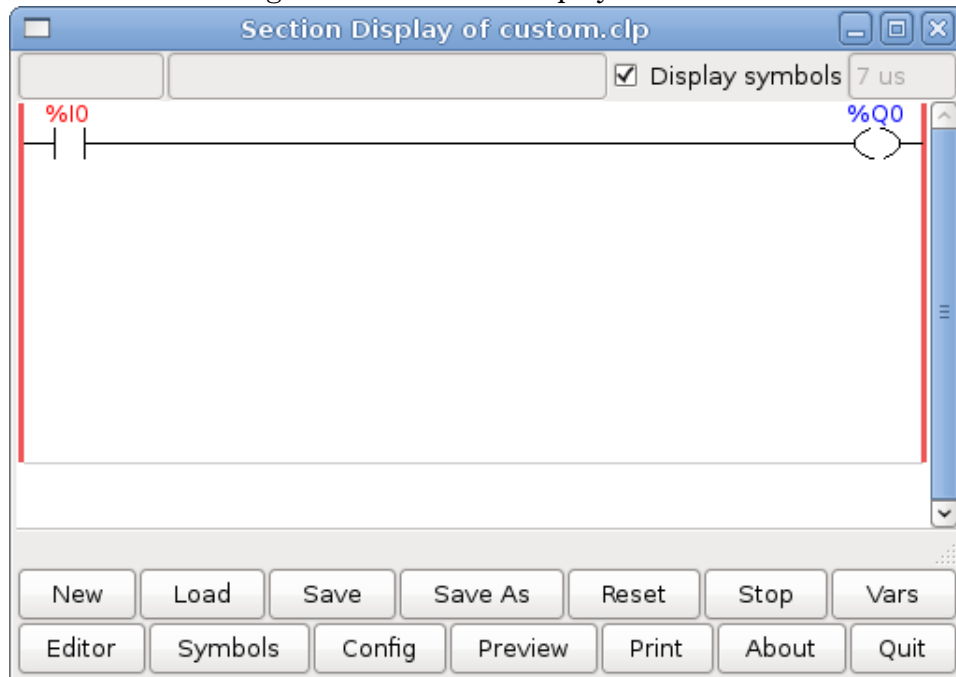 Section Display of custom.clp
Display symbols 7 us
%I0 %Q0
New Load Save Save As Reset Stop Vars
Editor Symbols Config Preview Print About Quit